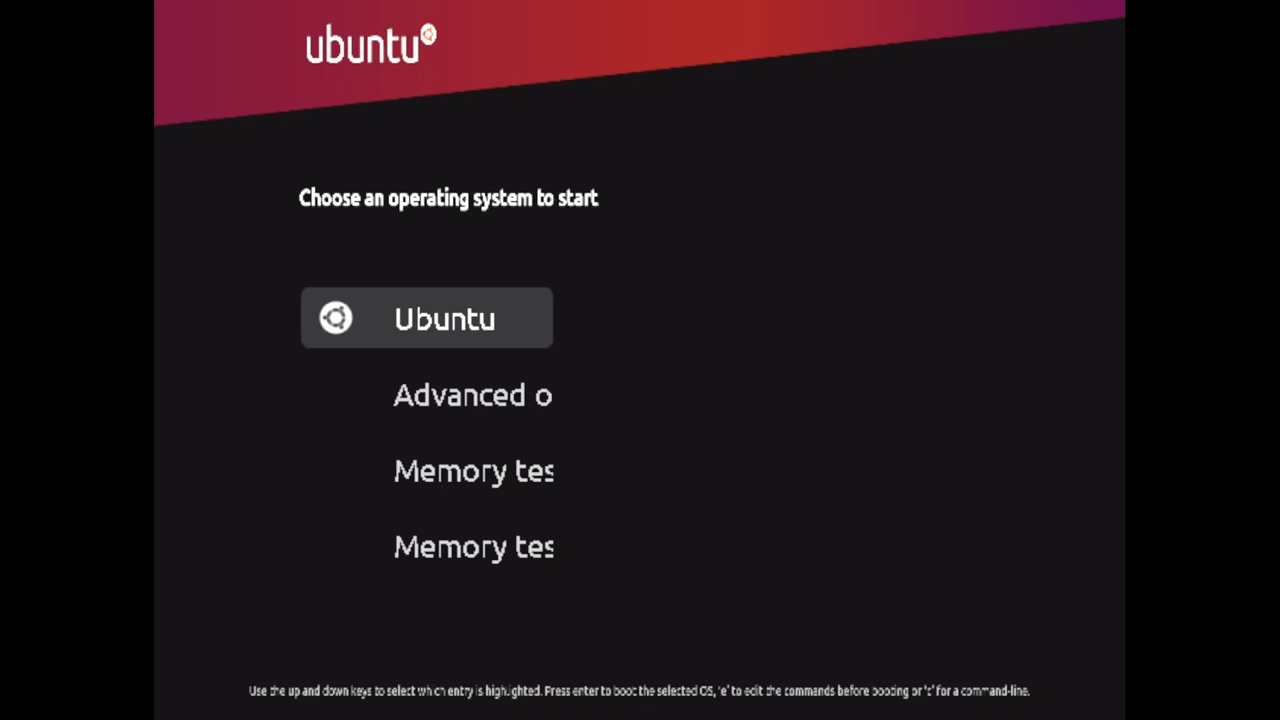 ubuntu
Choose an operating system to start
Ubuntu
Advanced o
Memory tes
Memory tes
Use the up and down keys to select which entry is highlighted. Press enter to boot the selected OS, 'e' to edit the commands before booting or 'c' for a command-line.